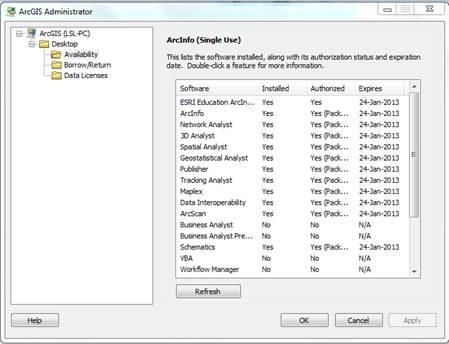 ArcGIS Administrator
ArcGIS (LSL-PC)
Desktop
Availability
Borrow/Return
Data Licenses
ArcInfo (Single Use)
This lists the software installed, along with its authorization status and expiration
date. Double-click a feature for more information.
Software Installed Authorized Expires
ESRI Education ArcIn... Yes Yes 24-Jan-2013
ArcInfo Yes Yes (Pack... 24-Jan-2013
Network Analyst Yes Yes (Pack... 24-Jan-2013
3D Analyst Yes Yes (Pack... 24-Jan-2013
Spatial Analyst Yes Yes (Pack... 24-Jan-2013
Geostatistical Analyst Yes Yes (Pack... 24-Jan-2013
Publisher Yes Yes (Pack... 24-Jan-2013
Tracking Analyst Yes Yes (Pack... 24-Jan-2013
Maplex Yes Yes (Pack... 24-Jan-2013
Data Interoperability Yes Yes (Pack... 24-Jan-2013
ArcScan Yes Yes (Pack... 24-Jan-2013
Business Analyst No No N/A
Business Analyst Pre... No No N/A
Schematics Yes Yes (Pack... 24-Jan-2013
VBA No No N/A
Workflow Manager No No N/A
Refresh
Help OK Cancel Apply